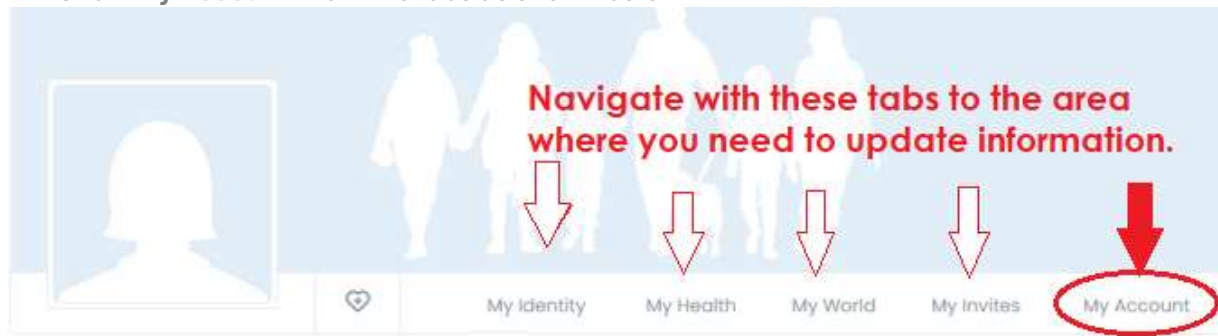 Navigate with these tabs to the area
where you need to update information.
My Identity My Health My World My Invites My Account